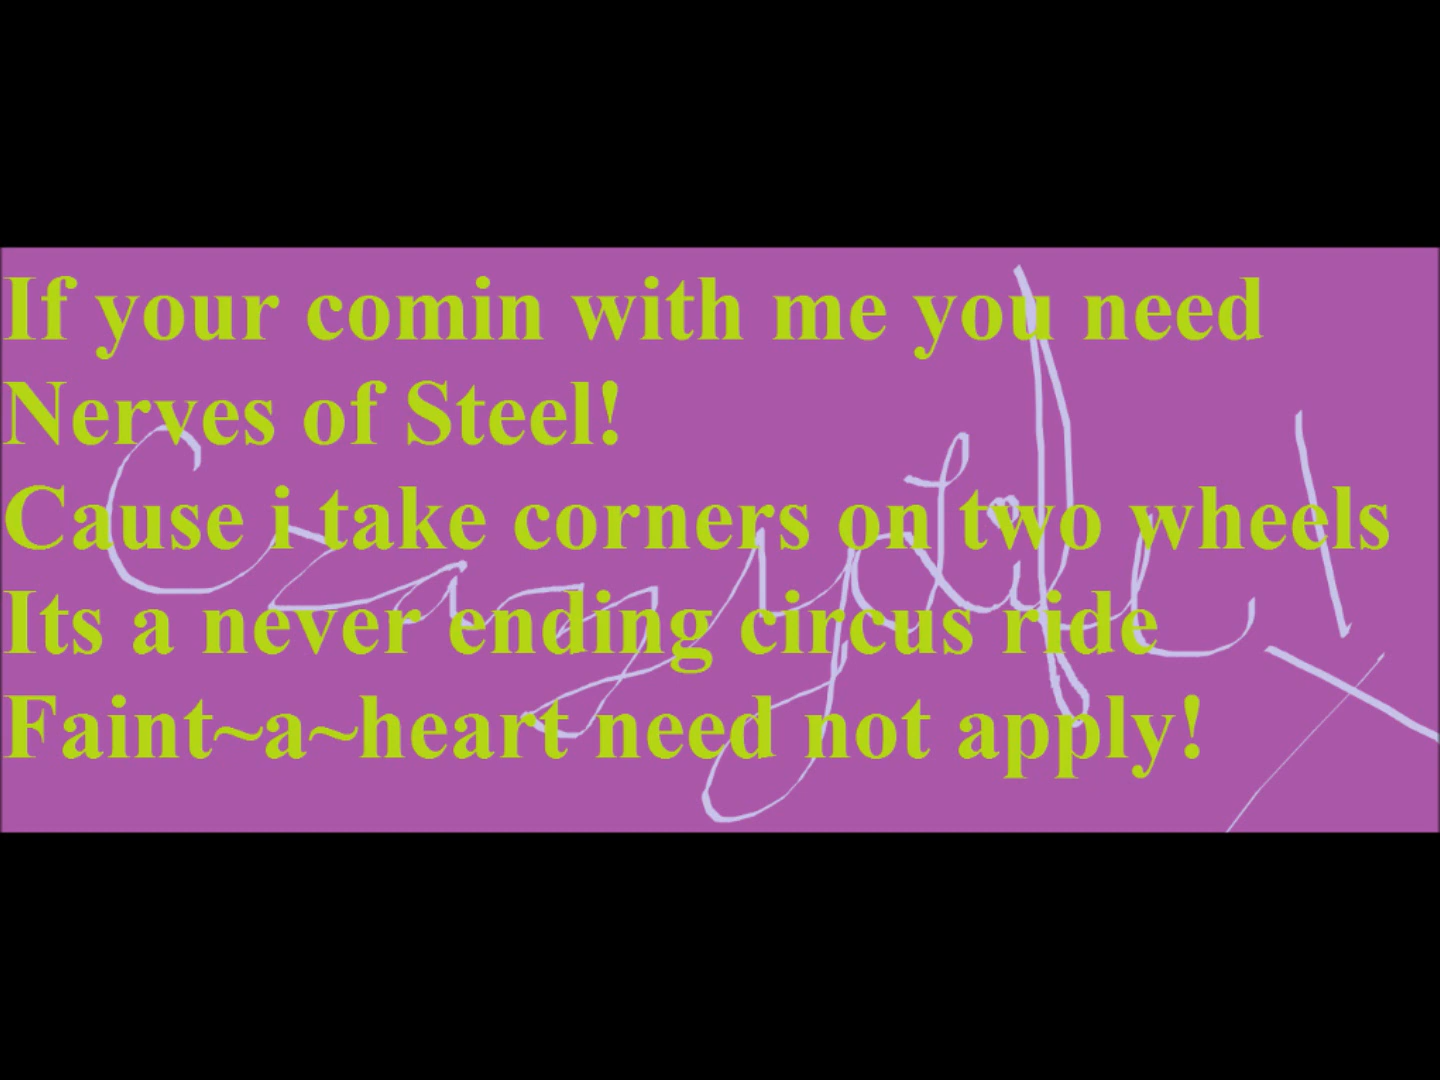 If your comin with me you need
Nerves of Steel!
Cause i take corners on two wheels
Its a never ending circus ride
Faint~a~heart need not apply!